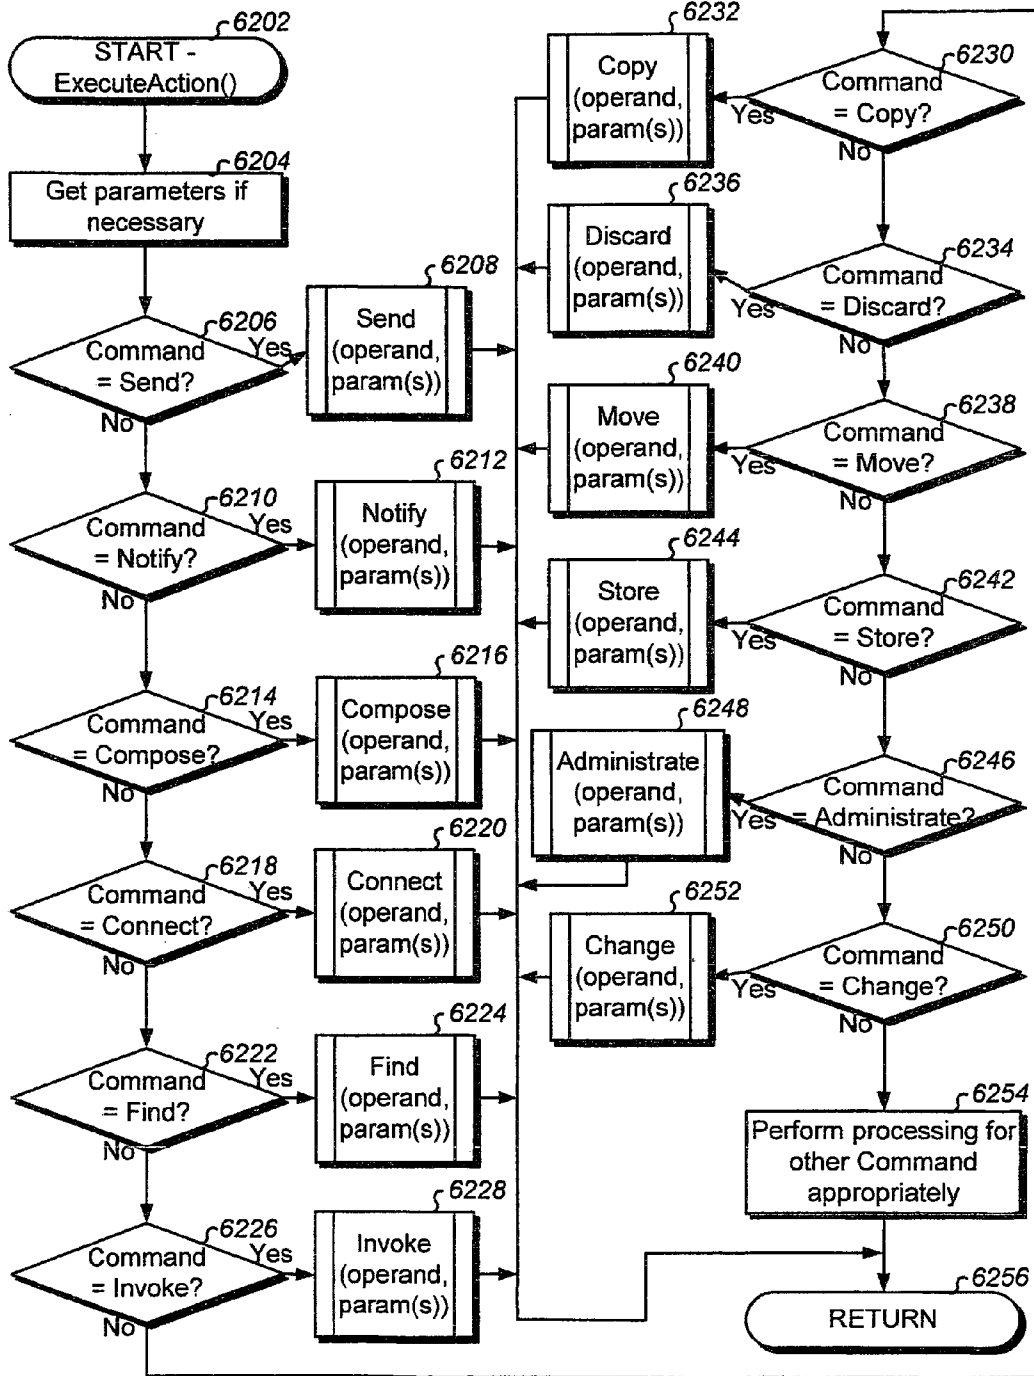 6202
START -
ExecuteAction()
6204
Get parameters if
necessary
6206
Command
= Send?
Yes
No
6208
Send
(operand,
param(s))
6210
Command
= Notify?
Yes
No
6212
Notify
(operand,
param(s))
6214
Command
= Compose?
Yes
No
6216
Compose
(operand,
param(s))
6218
Command
= Connect?
Yes
No
6220
Connect
(operand,
param(s))
6222
Command
= Find?
Yes
No
6224
Find
(operand,
param(s))
6226
Command
= Invoke?
Yes
No
6228
Invoke
(operand,
param(s))
6230
Command
= Copy?
Yes
No
6232
Copy
(operand,
param(s))
6234
Command
= Discard?
Yes
No
6236
Discard
(operand,
param(s))
6238
Command
= Move?
Yes
No
6240
Move
(operand,
param(s))
6242
Command
= Store?
Yes
No
6244
Store
(operand,
param(s))
6246
Command
= Administrate?
Yes
No
6248
Administrate
(operand,
param(s))
6250
Command
= Change?
Yes
No
6252
Change
(operand,
param(s))
6254
Perform processing for
other Command
appropriately
6256
RETURN